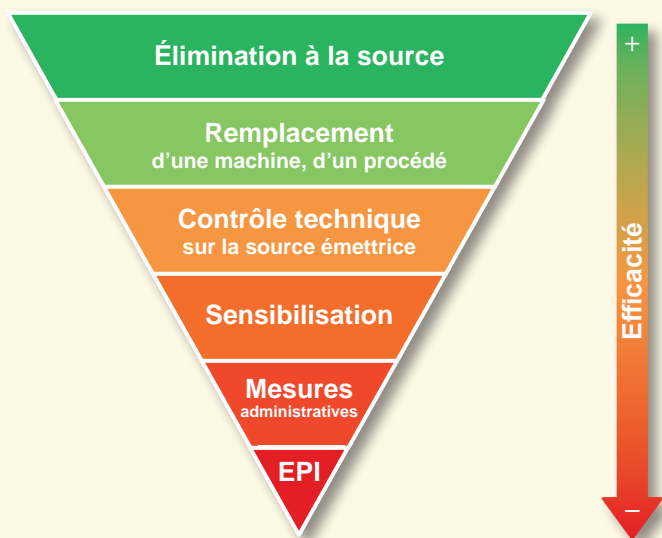 Élimination à la source
Remplacement
d'une machine, d'un procédé
Contrôle technique
sur la source émettrice
Sensibilisation
Mesures
administratives
EPI
+
Efficacité
–